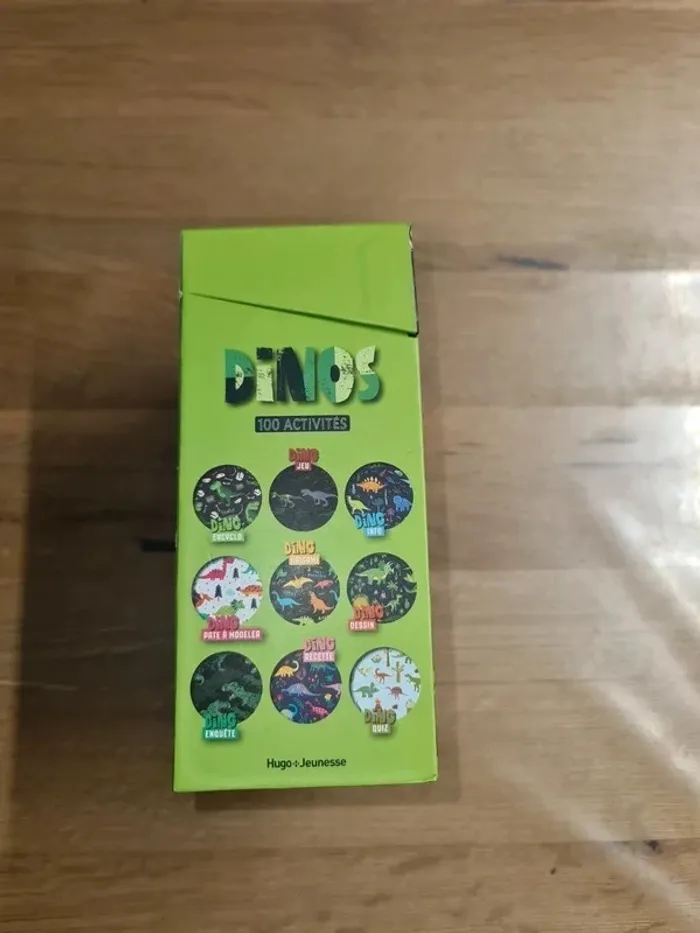 DINOS
100 ACTIVITÉS
DINO
ENCYCLO
DINO
JEU
DINO
INFO
DINO
PATE À MODELER
DINO
ORIGAMI
DINO
DESSIN
DINO
ENQUÊTE
DINO
RECETTE
DINO
QUIZ
Hugo+Jeunesse